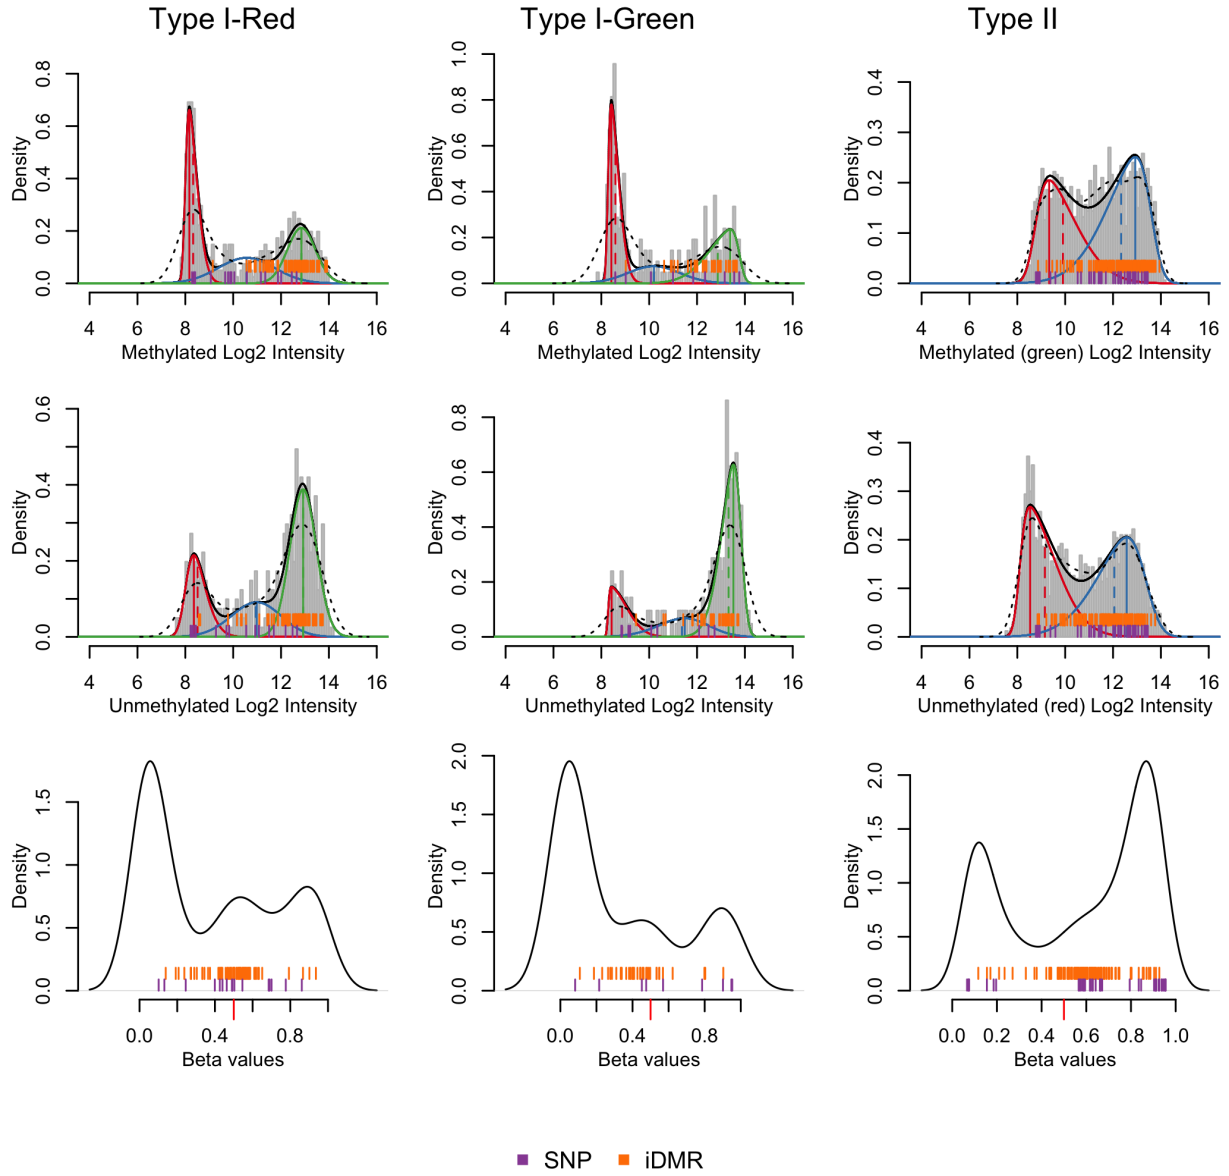 Type I-Red
Type I-Green
Type II
Density
0.0 0.2 0.4 0.6 0.8
4 6 8 10 12 14 16
Methylated Log2 Intensity
Density
0.0 0.2 0.4 0.6 0.8 1.0
4 6 8 10 12 14 16
Methylated Log2 Intensity
Density
0.0 0.1 0.2 0.3 0.4
4 6 8 10 12 14 16
Methylated (green) Log2 Intensity
Density
0.0 0.2 0.4 0.6
4 6 8 10 12 14 16
Unmethylated Log2 Intensity
Density
0.0 0.2 0.4 0.6 0.8
4 6 8 10 12 14 16
Unmethylated Log2 Intensity
Density
0.0 0.1 0.2 0.3 0.4
4 6 8 10 12 14 16
Unmethylated (red) Log2 Intensity
Density
0.0 0.5 1.0 1.5
0.0 0.4 0.8
Beta values
Density
0.0 0.5 1.0 1.5 2.0
0.0 0.4 0.8
Beta values
Density
0.0 0.5 1.0 1.5 2.0
0.0 0.2 0.4 0.6 0.8 1.0
Beta values
SNP iDMR